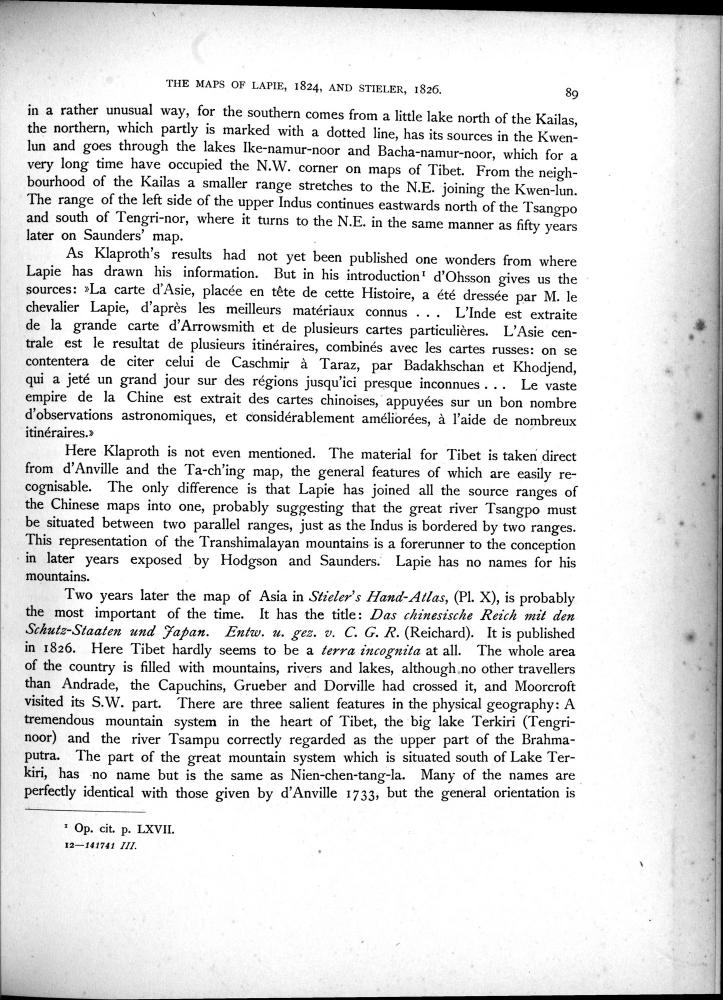 THE MAPS OF LAPIE, 1824, AND STIELER, 1826.
89
in a rather unusual way, for the southern comes from a little lake north of the Kailas,
the northern, which partly is marked with a dotted line, has its sources in the Kwen-
lun and goes through the lakes Ike-namur-noor and Bacha-namur-noor, which for a
very long time have occupied the N.W. corner on maps of Tibet. From the neigh-
bourhood of the Kailas a smaller range stretches to the N.E. joining the Kwen-lun.
The range of the left side of the upper Indus continues eastwards north of the Tsangpo
and south of Tengri-nor, where it turns to the N.E. in the same manner as fifty years
later on Saunders' map.
As Klaproth's results had not yet been published one wonders from where
Lapie has drawn his information. But in his introduction¹ d'Ohsson gives us the
sources: »La carte d'Asie, placée en tête de cette Histoire, a été dressée par M. le
chevalier Lapie, d'après les meilleurs matériaux connus . . . L'Inde est extraite
de la grande carte d'Arrowsmith et de plusieurs cartes particulières. L'Asie cen-
trale est le resultat de plusieurs itinéraires, combinés avec les cartes russes: on se
contentera de citer celui de Caschmir à Taraz, par Badakhschan et Khodjend,
qui a jeté un grand jour sur des régions jusqu'ici presque inconnues . . . Le vaste
empire de la Chine est extrait des cartes chinoises, appuyées sur un bon nombre
d'observations astronomiques, et considérablement améliorées, à l'aide de nombreux
itinéraires.»
Here Klaproth is not even mentioned. The material for Tibet is taken direct
from d'Anville and the Ta-ch'ing map, the general features of which are easily re-
cognisable. The only difference is that Lapie has joined all the source ranges of
the Chinese maps into one, probably suggesting that the great river Tsangpo must
be situated between two parallel ranges, just as the Indus is bordered by two ranges.
This representation of the Transhimalayan mountains is a forerunner to the conception
in later years exposed by Hodgson and Saunders. Lapie has no names for his
mountains.
Two years later the map of Asia in Stieler's Hand-Atlas, (Pl. X), is probably
the most important of the time. It has the title: Das chinesische Reich mit den
Schutz-Staaten und Japan. Entw. u. gez. v. C. G. R. (Reichard). It is published
in 1826. Here Tibet hardly seems to be a terra incognita at all. The whole area
of the country is filled with mountains, rivers and lakes, although no other travellers
than Andrade, the Capuchins, Grueber and Dorville had crossed it, and Moorcroft
visited its S.W. part. There are three salient features in the physical geography: A
tremendous mountain system in the heart of Tibet, the big lake Terkiri (Tengri-
noor) and the river Tsampu correctly regarded as the upper part of the Brahma-
putra. The part of the great mountain system which is situated south of Lake Ter-
kiri, has no name but is the same as Nien-chen-tang-la. Many of the names are
perfectly identical with those given by d'Anville 1733, but the general orientation is
¹ Op. cit. p. LXVII.
12—141741 III.